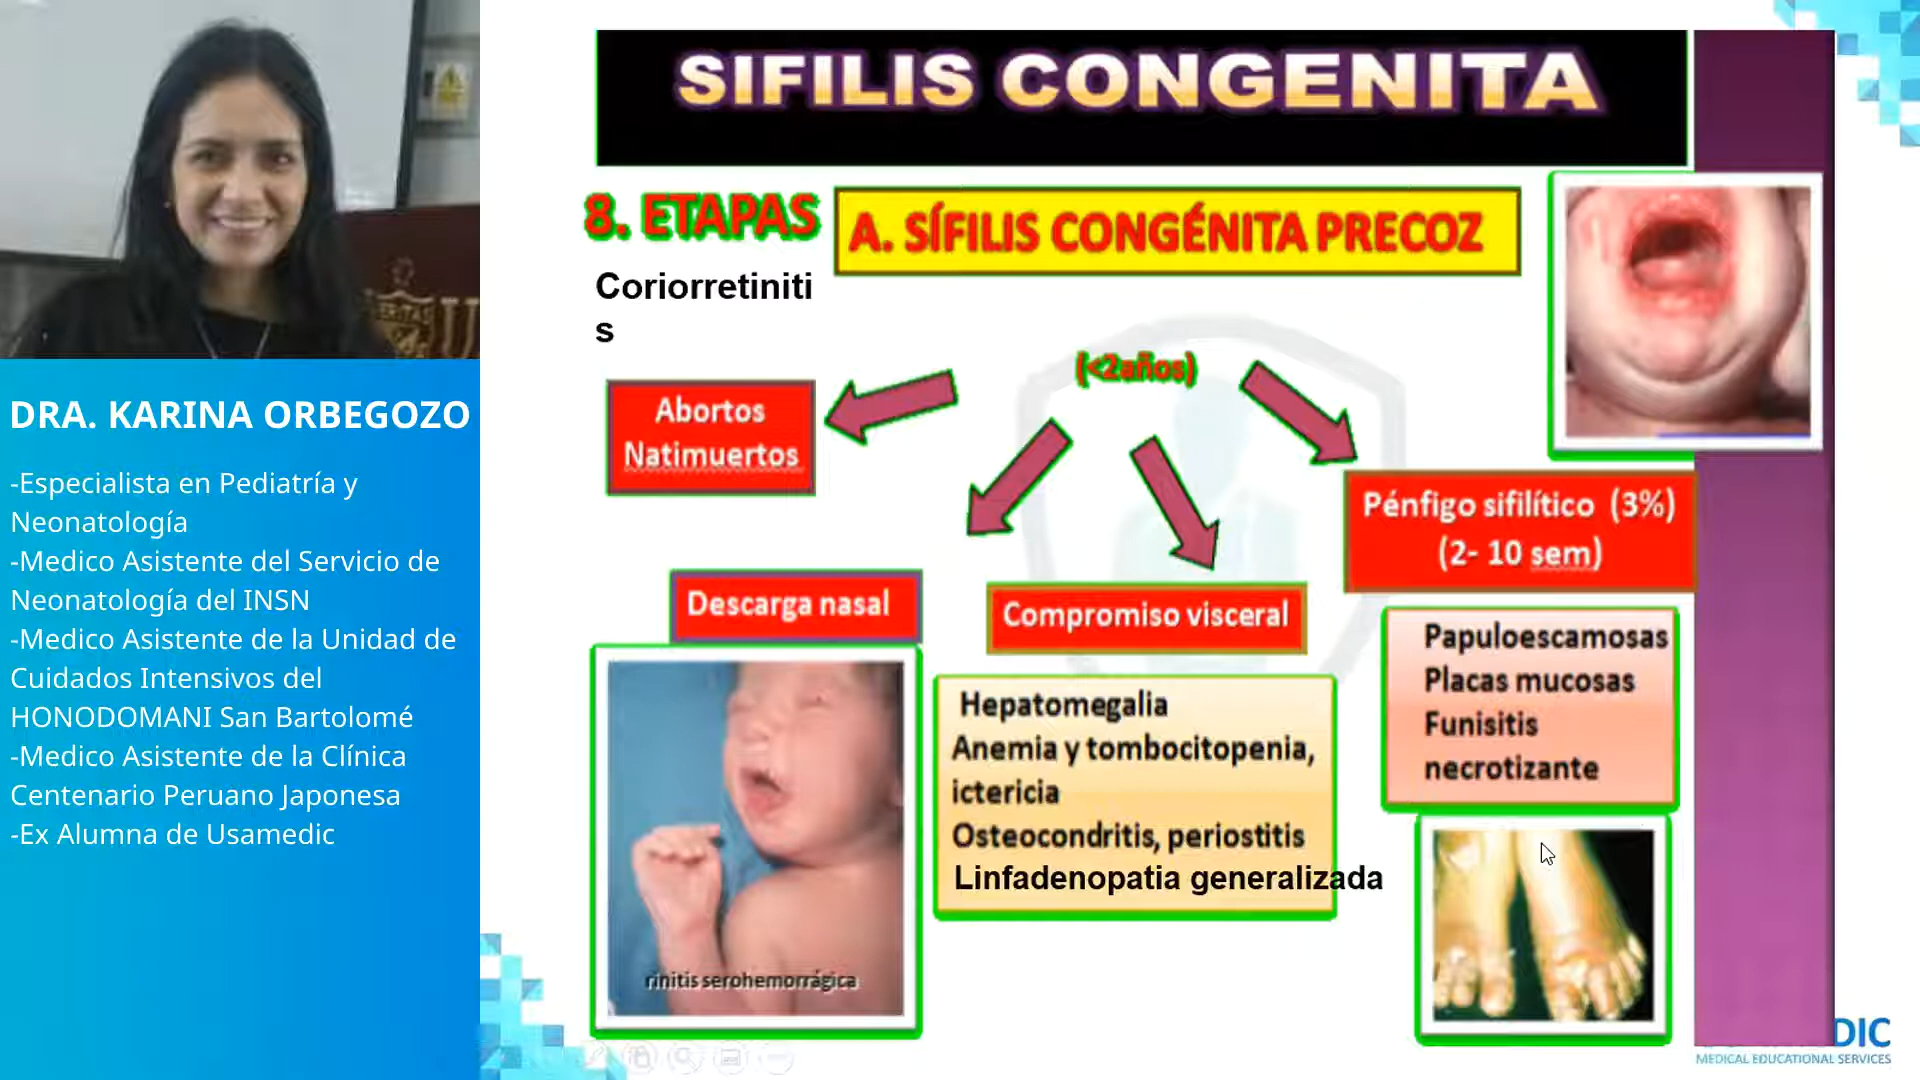 DRA. KARINA ORBEGOZO
-Especialista en Pediatría y
Neonatología
-Medico Asistente del Servicio de
Neonatología del INSN
-Medico Asistente de la Unidad de
Cuidados Intensivos del
HONODOMANI San Bartolomé
-Medico Asistente de la Clínica
Centenario Peruano Japonesa
-Ex Alumna de Usamedic
SIFILIS CONGENITA
8. ETAPAS
A. SÍFILIS CONGÉNITA PRECOZ
Coriorretiniti
s
(<2años)
Abortos
Natimuertos
Pénfigo sifilítico (3%)
(2- 10 sem)
Descarga nasal
Compromiso visceral
Papuloescamosas
Placas mucosas
Funisitis
necrotizante
Hepatomegalia
Anemia y tombocitopenia,
ictericia
Osteocondritis, periostitis
Linfadenopatia generalizada
rinitis serohemorrágica
DIC
MEDICAL EDUCATIONAL SERVICES